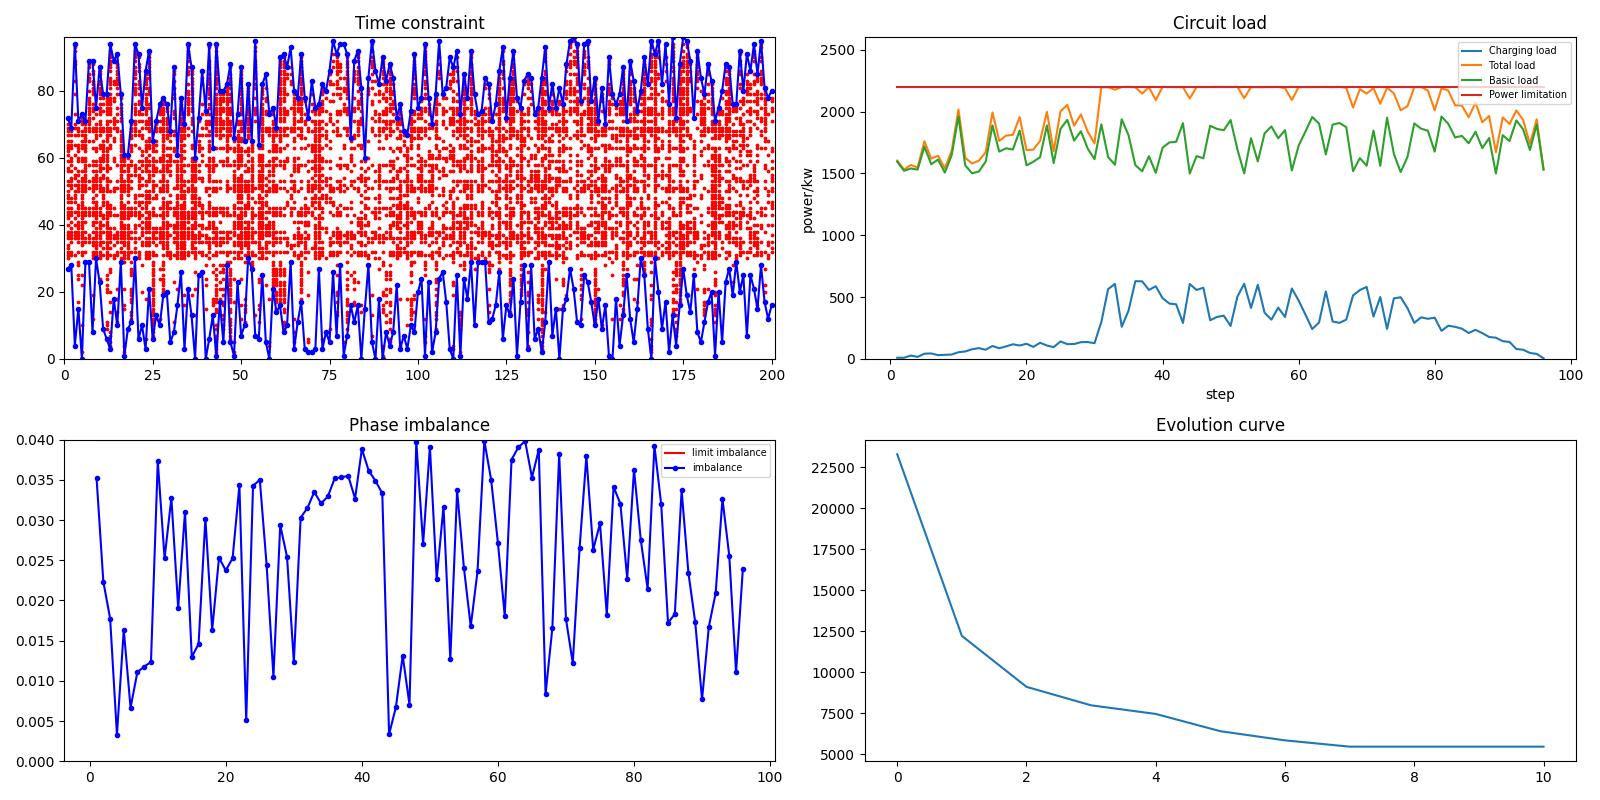 Time constraint
80
60
40
20
0
0 25 50 75 100 125 150 175 200
Circuit load
Charging load
Total load
Basic load
Power limitation
power/kw
2500
2000
1500
1000
500
0
0 20 40 60 80 100
step
Phase imbalance
limit imbalance
imbalance
0.040
0.035
0.030
0.025
0.020
0.015
0.010
0.005
0.000
0 20 40 60 80 100
Evolution curve
22500
20000
17500
15000
12500
10000
7500
5000
0 2 4 6 8 10